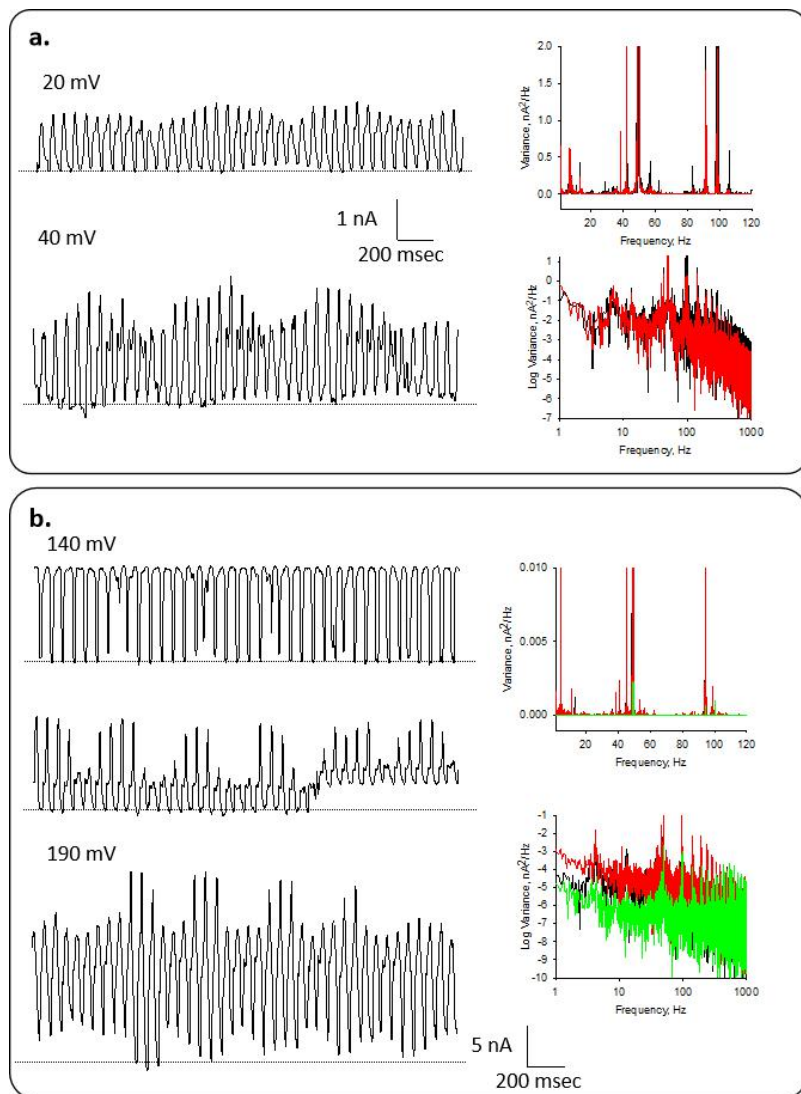 a.
20 mV
1 nA
200 msec
40 mV
2.0
1.5
1.0
0.5
0.0
Variance, nA²/Hz
20 40 60 80 100 120
Frequency, Hz
1
0
-1
-2
-3
-4
-5
-6
-7
Log Variance, nA²/Hz
1 10 100 1000
Frequency, Hz
b.
140 mV
190 mV
5 nA
200 msec
0.010
0.005
0.000
Variance, nA²/Hz
20 40 60 80 100 120
Frequency, Hz
-1
-2
-3
-4
-5
-6
-7
-8
-9
-10
Log Variance, nA²/Hz
1 10 100 1000
Frequency, Hz